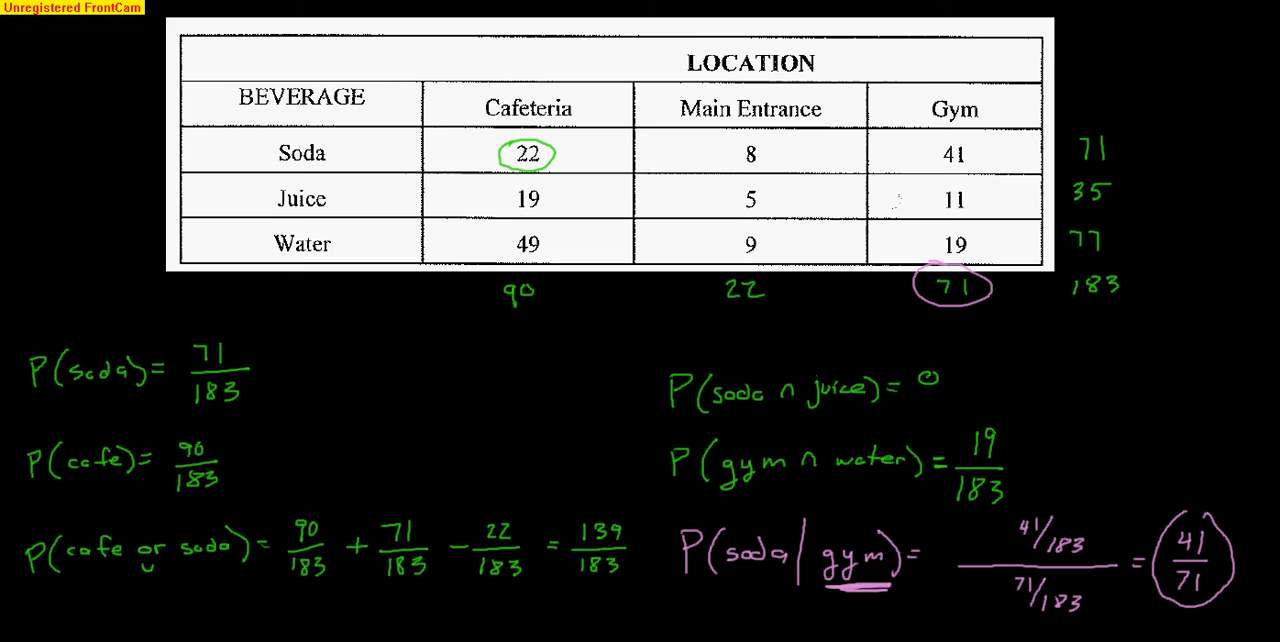 Unregistered FrontCam
LOCATION
BEVERAGE Cafeteria Main Entrance Gym
Soda 22 8 41 71
Juice 19 5 11 35
Water 49 9 19 77
90 22 71 183
P(soda) = 71/183
P(soda ∩ juice) = 0
P(cafe) = 90/183
P(gym ∩ water) = 19/183
P(cafe or soda) = 90/183 + 71/183 - 22/183 = 139/183
P(soda | gym) = 41/183 / 71/183 = 41/71